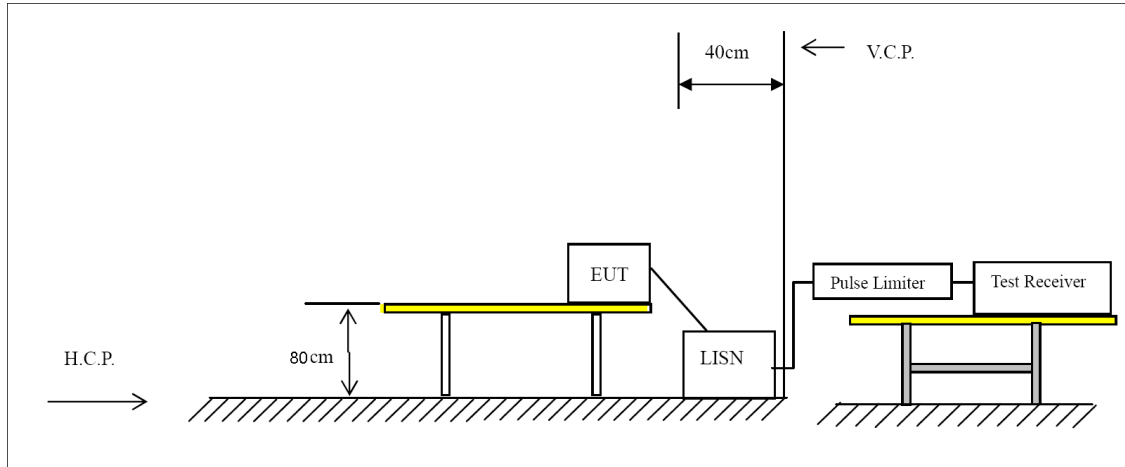 40cm
V.C.P.
EUT
Pulse Limiter
Test Receiver
80cm
LISN
H.C.P.